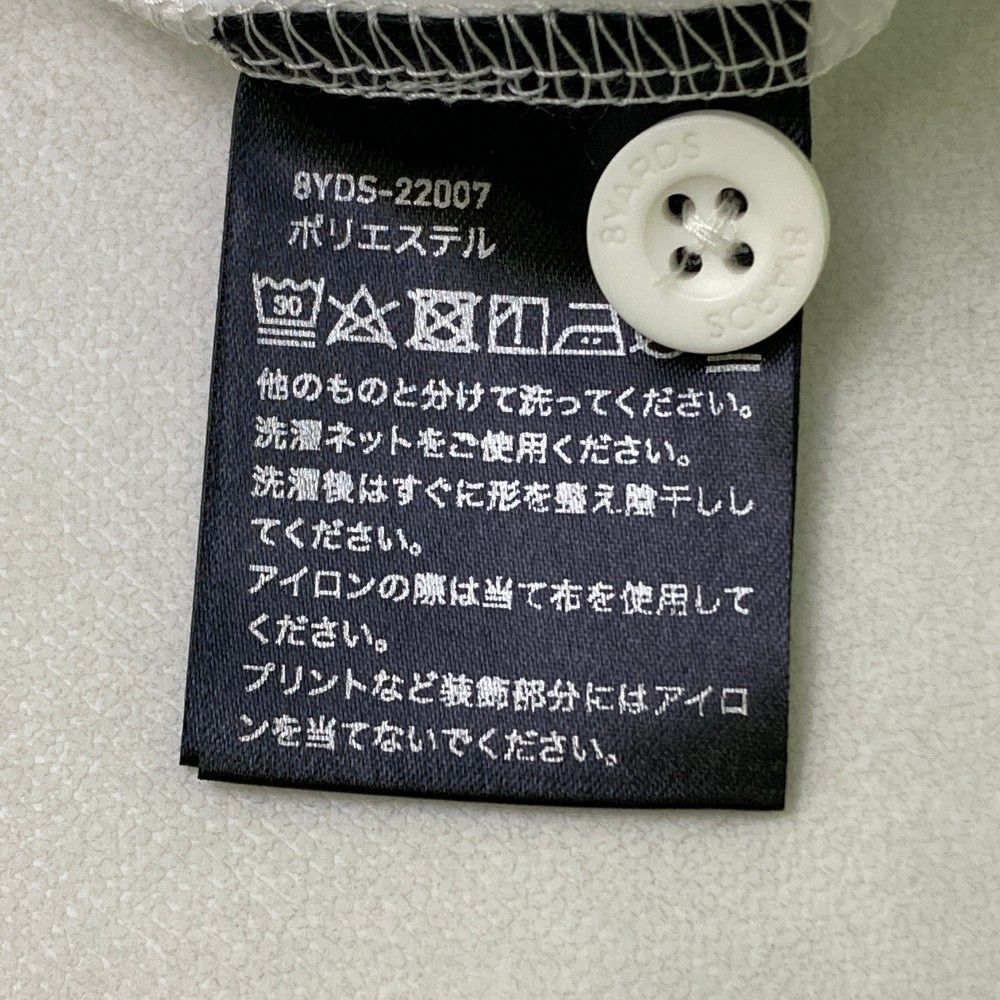 8YDS-22007
ポリエステル
8YARDS
8YARDS
30
他のものと分けて洗ってください。
洗濯ネットをご使用ください。
洗濯後はすぐに形を整え陰干しし
てください。
アイロンの際は当て布を使用して
ください。
プリントなど装飾部分にはアイロ
ンを当てないでください。